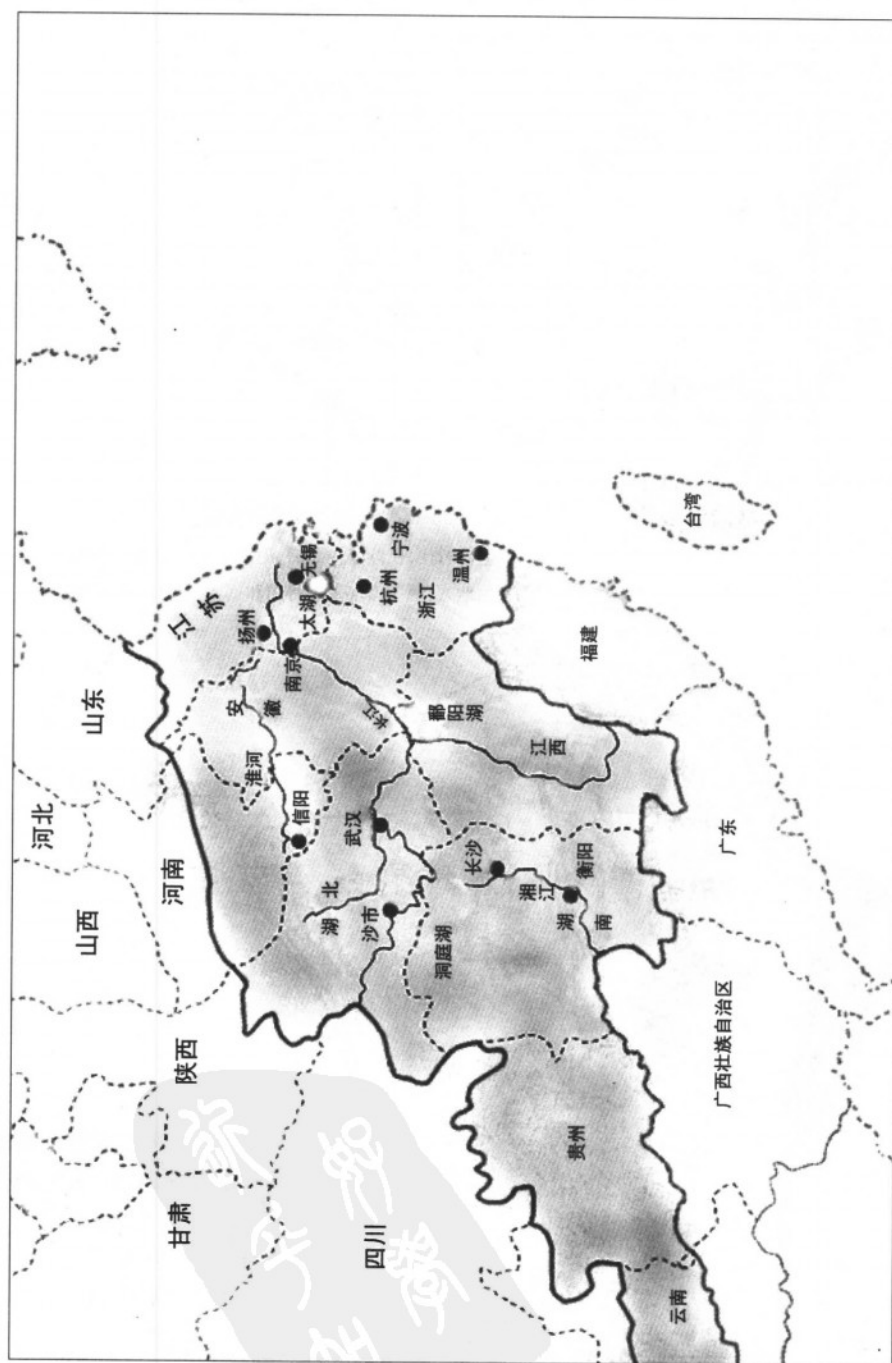 河北
山东
山西
河南
陕西
甘肃
四川
江苏
扬州
安徽
南京
太湖
无锡
淮河
信阳
长江
武汉
湖北
沙市
杭州
宁波
浙江
温州
鄱阳湖
江西
洞庭湖
长沙
湘江
衡阳
湖南
福建
台湾
贵州
云南
广西壮族自治区
广东